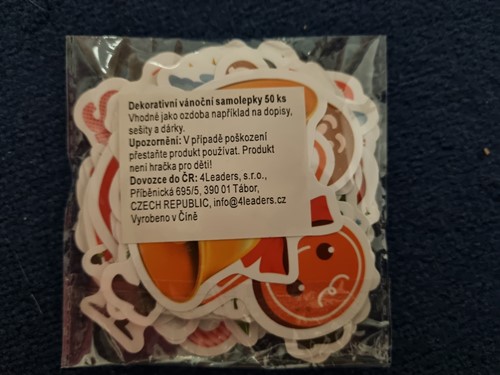 Dekorativní vánoční samolepky 50 ks
Vhodné jako ozdoba například na dopisy,
sešity a dárky.
Upozornění: V případě poškození
přestaňte produkt používat. Produkt
není hračka pro děti!
Dovozce do ČR: 4Leaders, s.r.o.,
Příběnická 695/5, 390 01 Tábor,
CZECH REPUBLIC, info@4leaders.cz
Vyrobeno v Číně